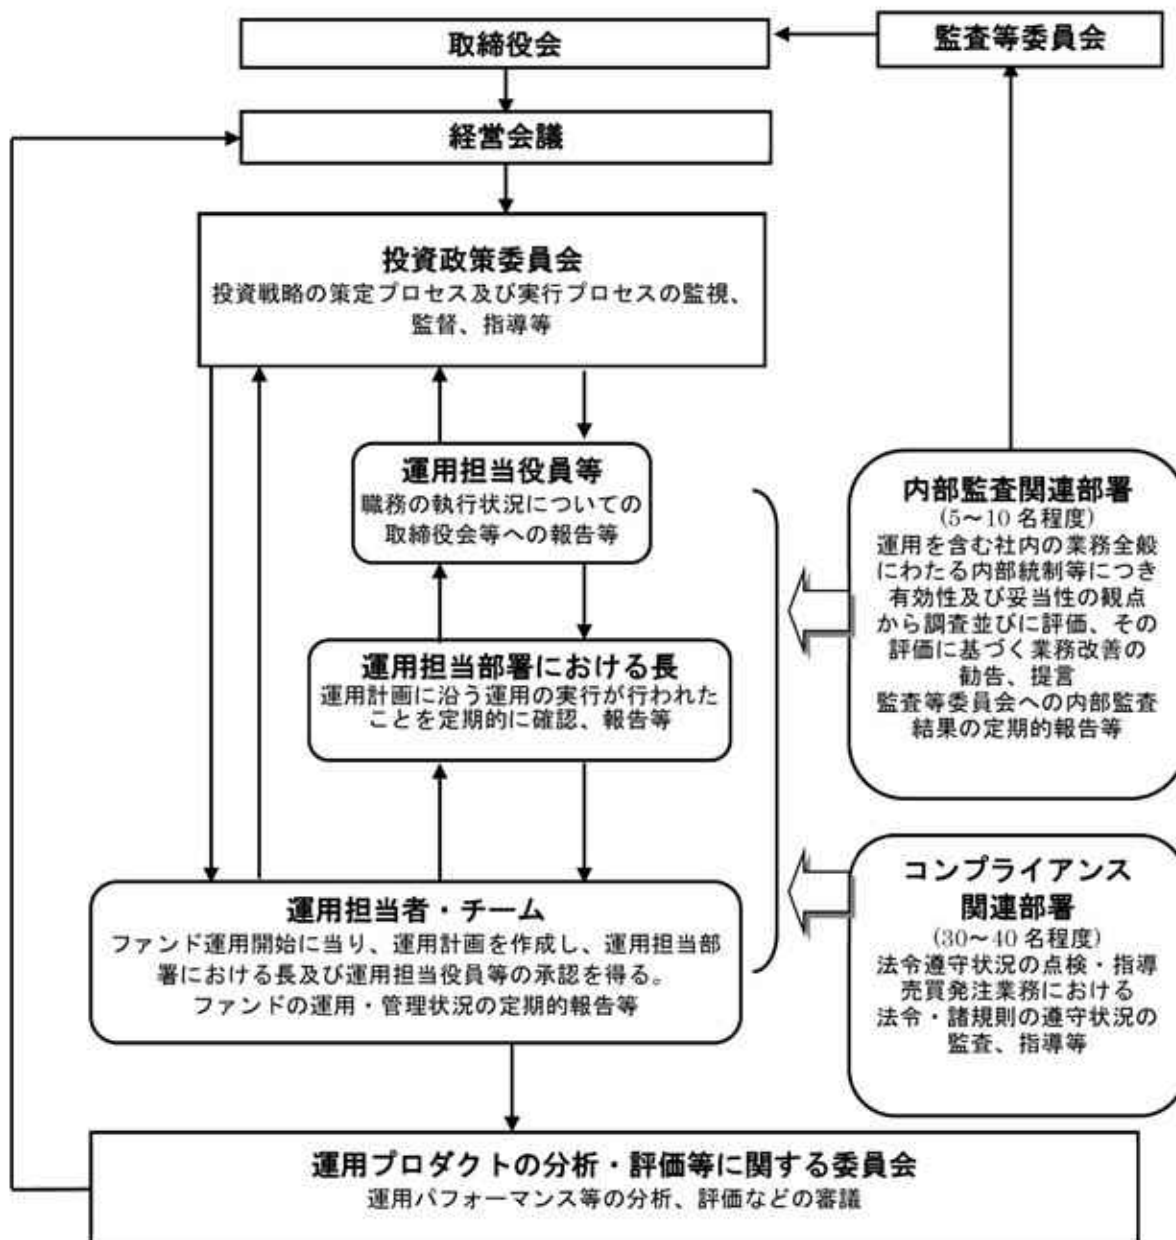 取締役会
監査等委員会
経営会議
投資政策委員会
投資戦略の策定プロセス及び実行プロセスの監視、
監督、指導等
運用担当役員等
職務の執行状況についての
取締役会等への報告等
運用担当部署における長
運用計画に沿う運用の実行が行われた
ことを定期的に確認、報告等
内部監査関連部署
(5～10 名程度)
運用を含む社内の業務全般
にわたる内部統制等につき
有効性及び妥当性の観点
から調査並びに評価、その
評価に基づく業務改善の
勧告、提言
監査等委員会への内部監査
結果の定期的報告等
運用担当者・チーム
ファンド運用開始に当り、運用計画を作成し、運用担当部
署における長及び運用担当役員等の承認を得る。
ファンドの運用・管理状況の定期的報告等
コンプライアンス
関連部署
(30～40 名程度)
法令遵守状況の点検・指導
売買発注業務における
法令・諸規則の遵守状況の
監査、指導等
運用プロダクトの分析・評価等に関する委員会
運用パフォーマンス等の分析、評価などの審議